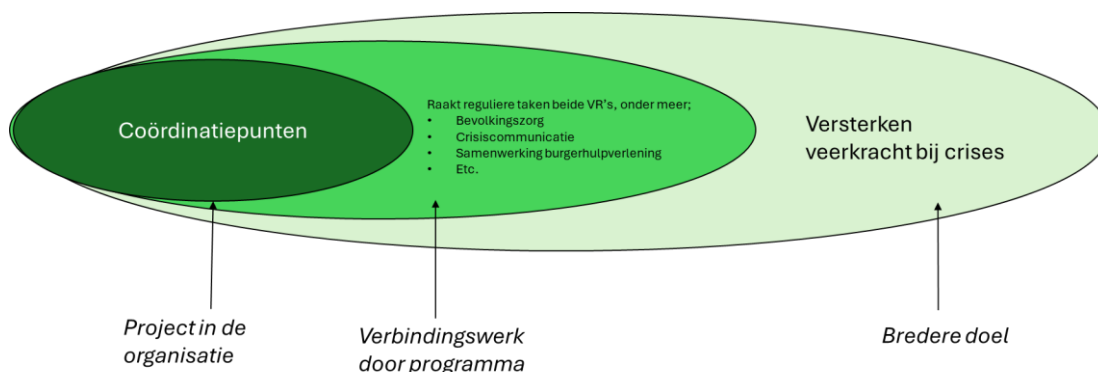 Coördinatiepunten
Raakt reguliere taken beide VR's, onder meer;
• Bevolkingszorg
• Crisiscommunicatie
• Samenwerking burgerhulpverlening
• Etc.
Versterken
veerkracht bij crises
Project in de
organisatie
Verbindingswerk
door programma
Bredere doel